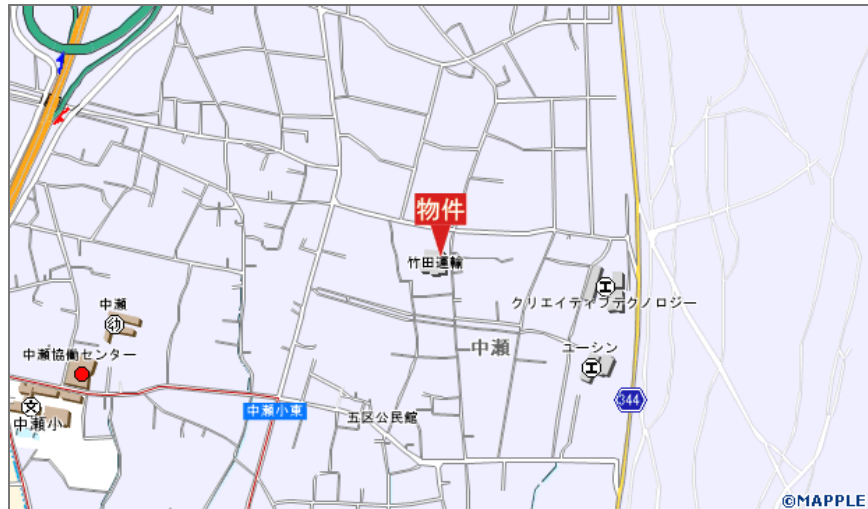 物件
竹田運輸
クリエイティブテクノロジー
中瀬
中瀬
ユーシン
中瀬協働センター
344
中瀬小東
五区公民館
文
中瀬小
©MAPPLE